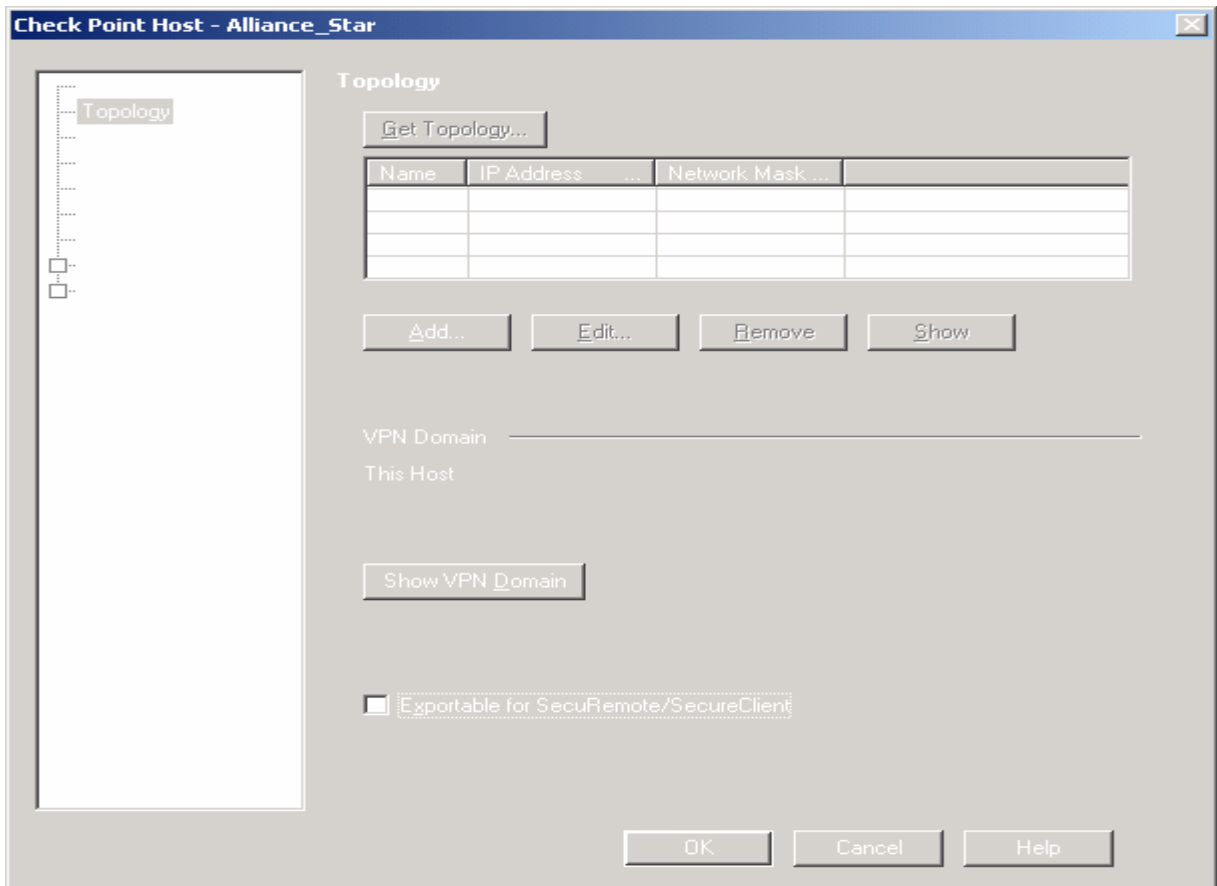 Check Point Host - Alliance_Star
Topology
Topology
Get Topology...
Name IP Address ... Network Mask ...
Add... Edit... Remove Show
VPN Domain
This Host
Show VPN Domain
Exportable for SecuRemote/SecureClient
OK Cancel Help